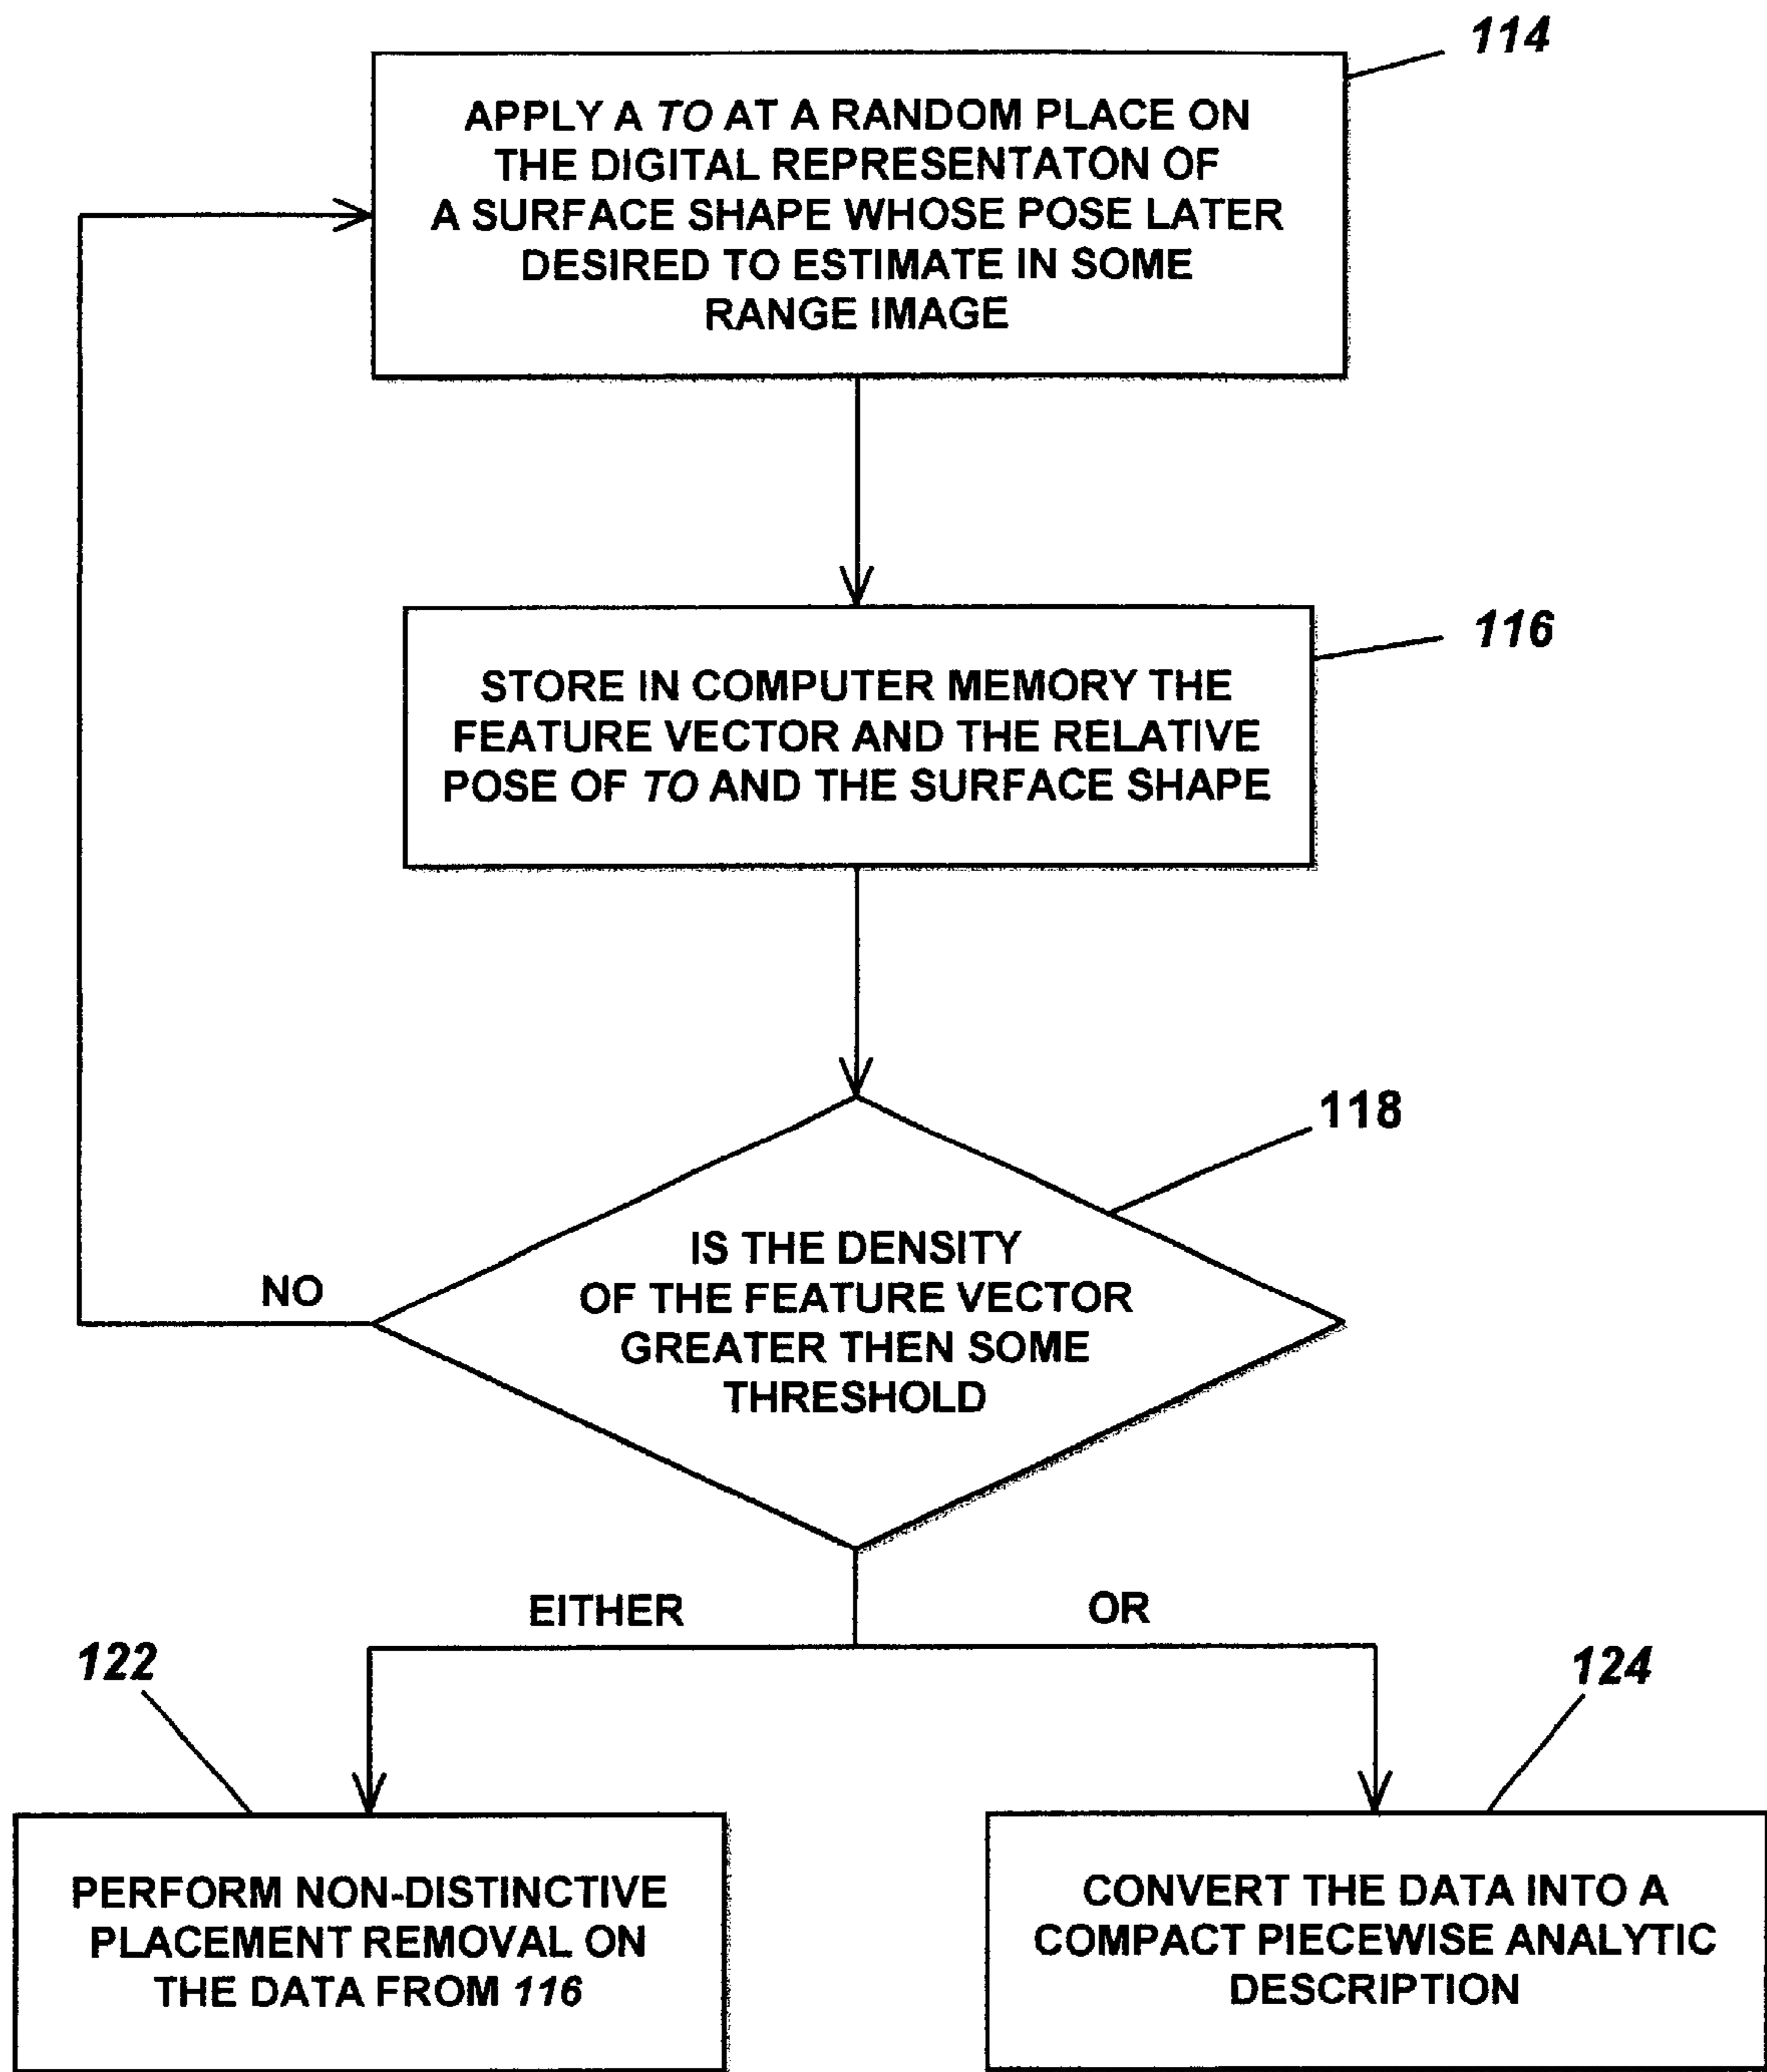 114
APPLY A TO AT A RANDOM PLACE ON
THE DIGITAL REPRESENTATON OF
A SURFACE SHAPE WHOSE POSE LATER
DESIRED TO ESTIMATE IN SOME
RANGE IMAGE
116
STORE IN COMPUTER MEMORY THE
FEATURE VECTOR AND THE RELATIVE
POSE OF TO AND THE SURFACE SHAPE
118
IS THE DENSITY
OF THE FEATURE VECTOR
GREATER THEN SOME
THRESHOLD
NO
EITHER
OR
122
124
PERFORM NON-DISTINCTIVE
PLACEMENT REMOVAL ON
THE DATA FROM 116
CONVERT THE DATA INTO A
COMPACT PIECEWISE ANALYTIC
DESCRIPTION